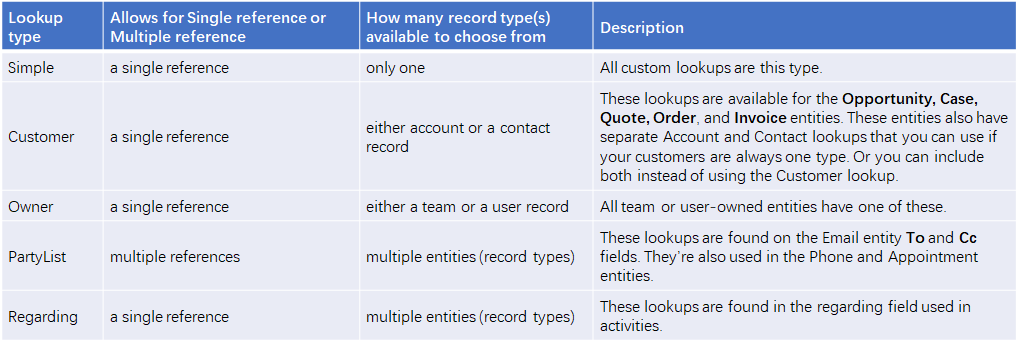 Lookup type
Allows for Single reference or Multiple reference
How many record type(s) available to choose from
Description
Simple
a single reference
only one
All custom lookups are this type.
Customer
a single reference
either account or a contact record
These lookups are available for the Opportunity, Case,
Quote, Order, and Invoice entities. These entities also have
separate Account and Contact lookups that you can use if
your customers are always one type. Or you can include
both instead of using the Customer lookup.
Owner
a single reference
either a team or a user record
All team or user-owned entities have one of these.
PartyList
multiple references
multiple entities (record types)
These lookups are found on the Email entity To and Cc
fields. They're also used in the Phone and Appointment
entities.
Regarding
a single reference
multiple entities (record types)
These lookups are found in the regarding field used in
activities.